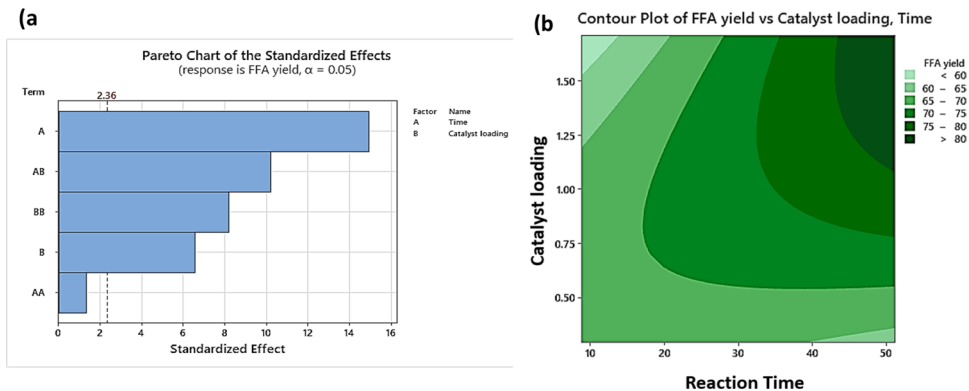 (a
Pareto Chart of the Standardized Effects
(response is FFA yield, α = 0.05)
Term
2.36
Factor Name
A Time
B Catalyst loading
A
AB
BB
B
AA
0 2 4 6 8 10 12 14 16
Standardized Effect
(b)
Contour Plot of FFA yield vs Catalyst loading, Time
FFA yield
< 60
60 – 65
65 – 70
70 – 75
75 – 80
> 80
Catalyst loading
1.50
1.25
1.00
0.75
0.50
10 20 30 40 50
Reaction Time